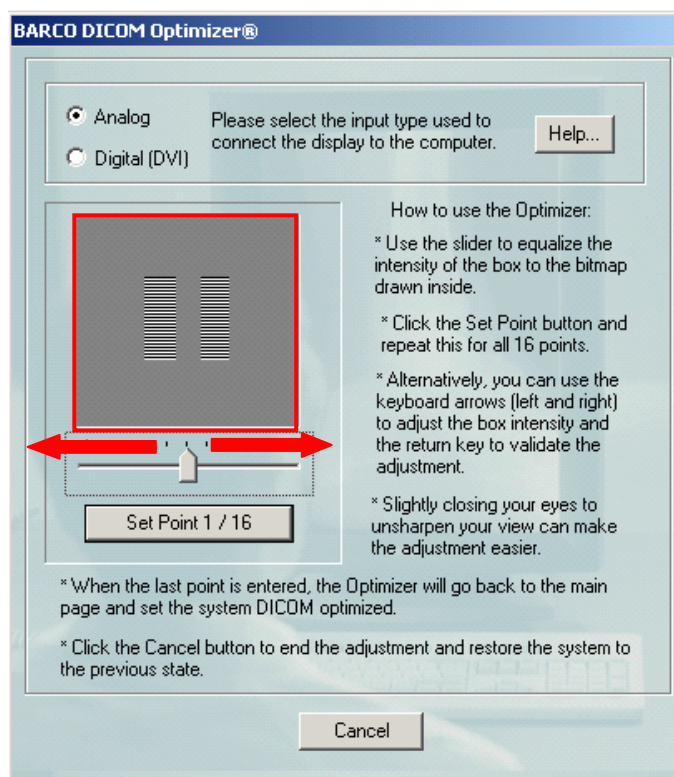 BARCO DICOM Optimizer®
Analog
Digital (DVI)
Please select the input type used to
connect the display to the computer.
Help...
How to use the Optimizer:
* Use the slider to equalize the
intensity of the box to the bitmap
drawn inside.
* Click the Set Point button and
repeat this for all 16 points.
* Alternatively, you can use the
keyboard arrows (left and right)
to adjust the box intensity and
the return key to validate the
adjustment.
* Slightly closing your eyes to
unsharpen your view can make
the adjustment easier.
Set Point 1 / 16
* When the last point is entered, the Optimizer will go back to the main
page and set the system DICOM optimized.
* Click the Cancel button to end the adjustment and restore the system to
the previous state.
Cancel